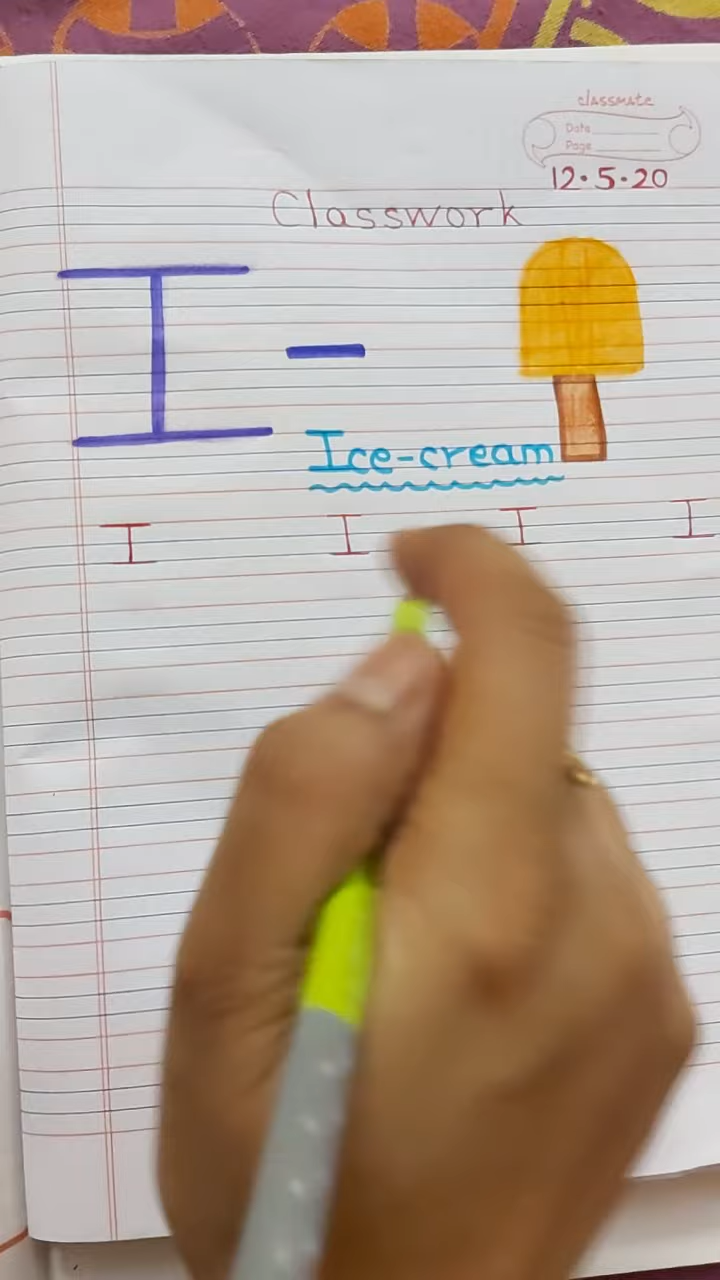 classmate
Date
Page
12.5.20
Classwork
I -
Ice-cream
I I I I